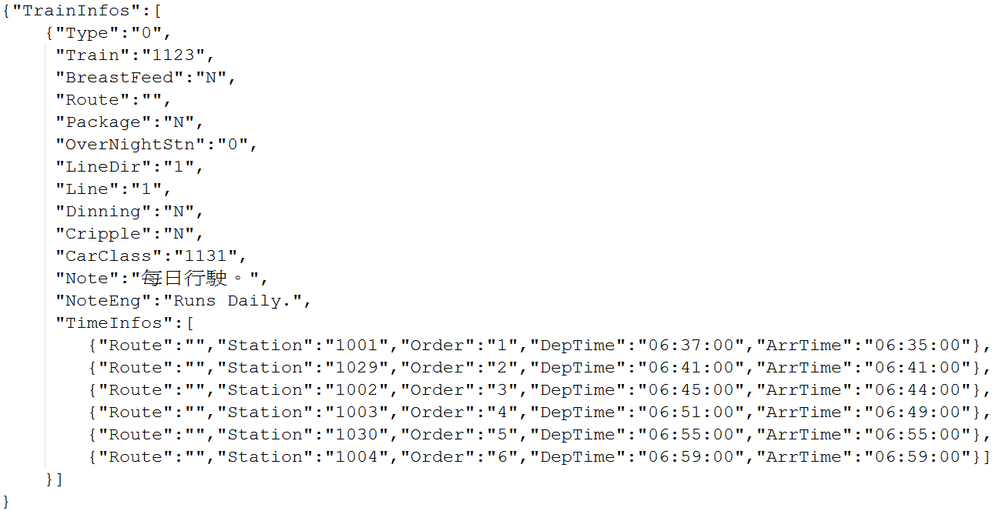 {"TrainInfos":[
{"Type":"0",
"Train":"1123",
"BreastFeed":"N",
"Route":"",
"Package":"N",
"OverNightStn":"0",
"LineDir":"1",
"Line":"1",
"Dinning":"N",
"Cripple":"N",
"CarClass":"1131",
"Note":"每日行駛。",
"NoteEng":"Runs Daily.",
"TimeInfos":[
{"Route":"","Station":"1001","Order":"1","DepTime":"06:37:00","ArrTime":"06:35:00"},
{"Route":"","Station":"1029","Order":"2","DepTime":"06:41:00","ArrTime":"06:41:00"},
{"Route":"","Station":"1002","Order":"3","DepTime":"06:45:00","ArrTime":"06:44:00"},
{"Route":"","Station":"1003","Order":"4","DepTime":"06:51:00","ArrTime":"06:49:00"},
{"Route":"","Station":"1030","Order":"5","DepTime":"06:55:00","ArrTime":"06:55:00"},
{"Route":"","Station":"1004","Order":"6","DepTime":"06:59:00","ArrTime":"06:59:00"}]
}]
}